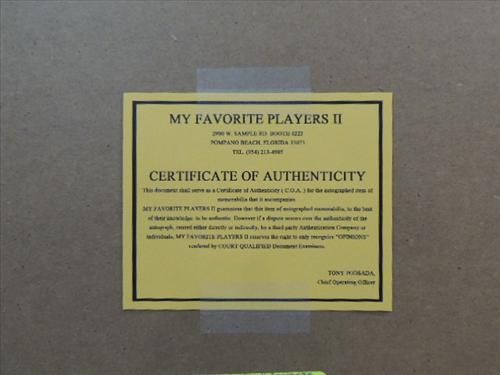 MY FAVORITE PLAYERS II
2900 W. SAMPLE RD. BOOTH 4223
POMPANO BEACH, FLORIDA 33073
TEL. (954) 213-4985
CERTIFICATE OF AUTHENTICITY
This document shall serve as a Certificate of Authenticity ( C.O.A. ) for the autographed item of
memorabilia that it accompanies
MY FAVORITE PLAYERS II guarantees that this item of autographed memorabilia, to the best
of their knowledge, to be authentic. However if a dispute occurs over the authenticity of the
autograph, raised either directly or indirectly, by a third party Authentication Company or
individuals, MY FAVORITE PLAYERS II reserves the right to only recognize "OPINIONS"
rendered by COURT QUALIFIED Document Examiners.
TONY POOSADA,
Chief Operating Officer